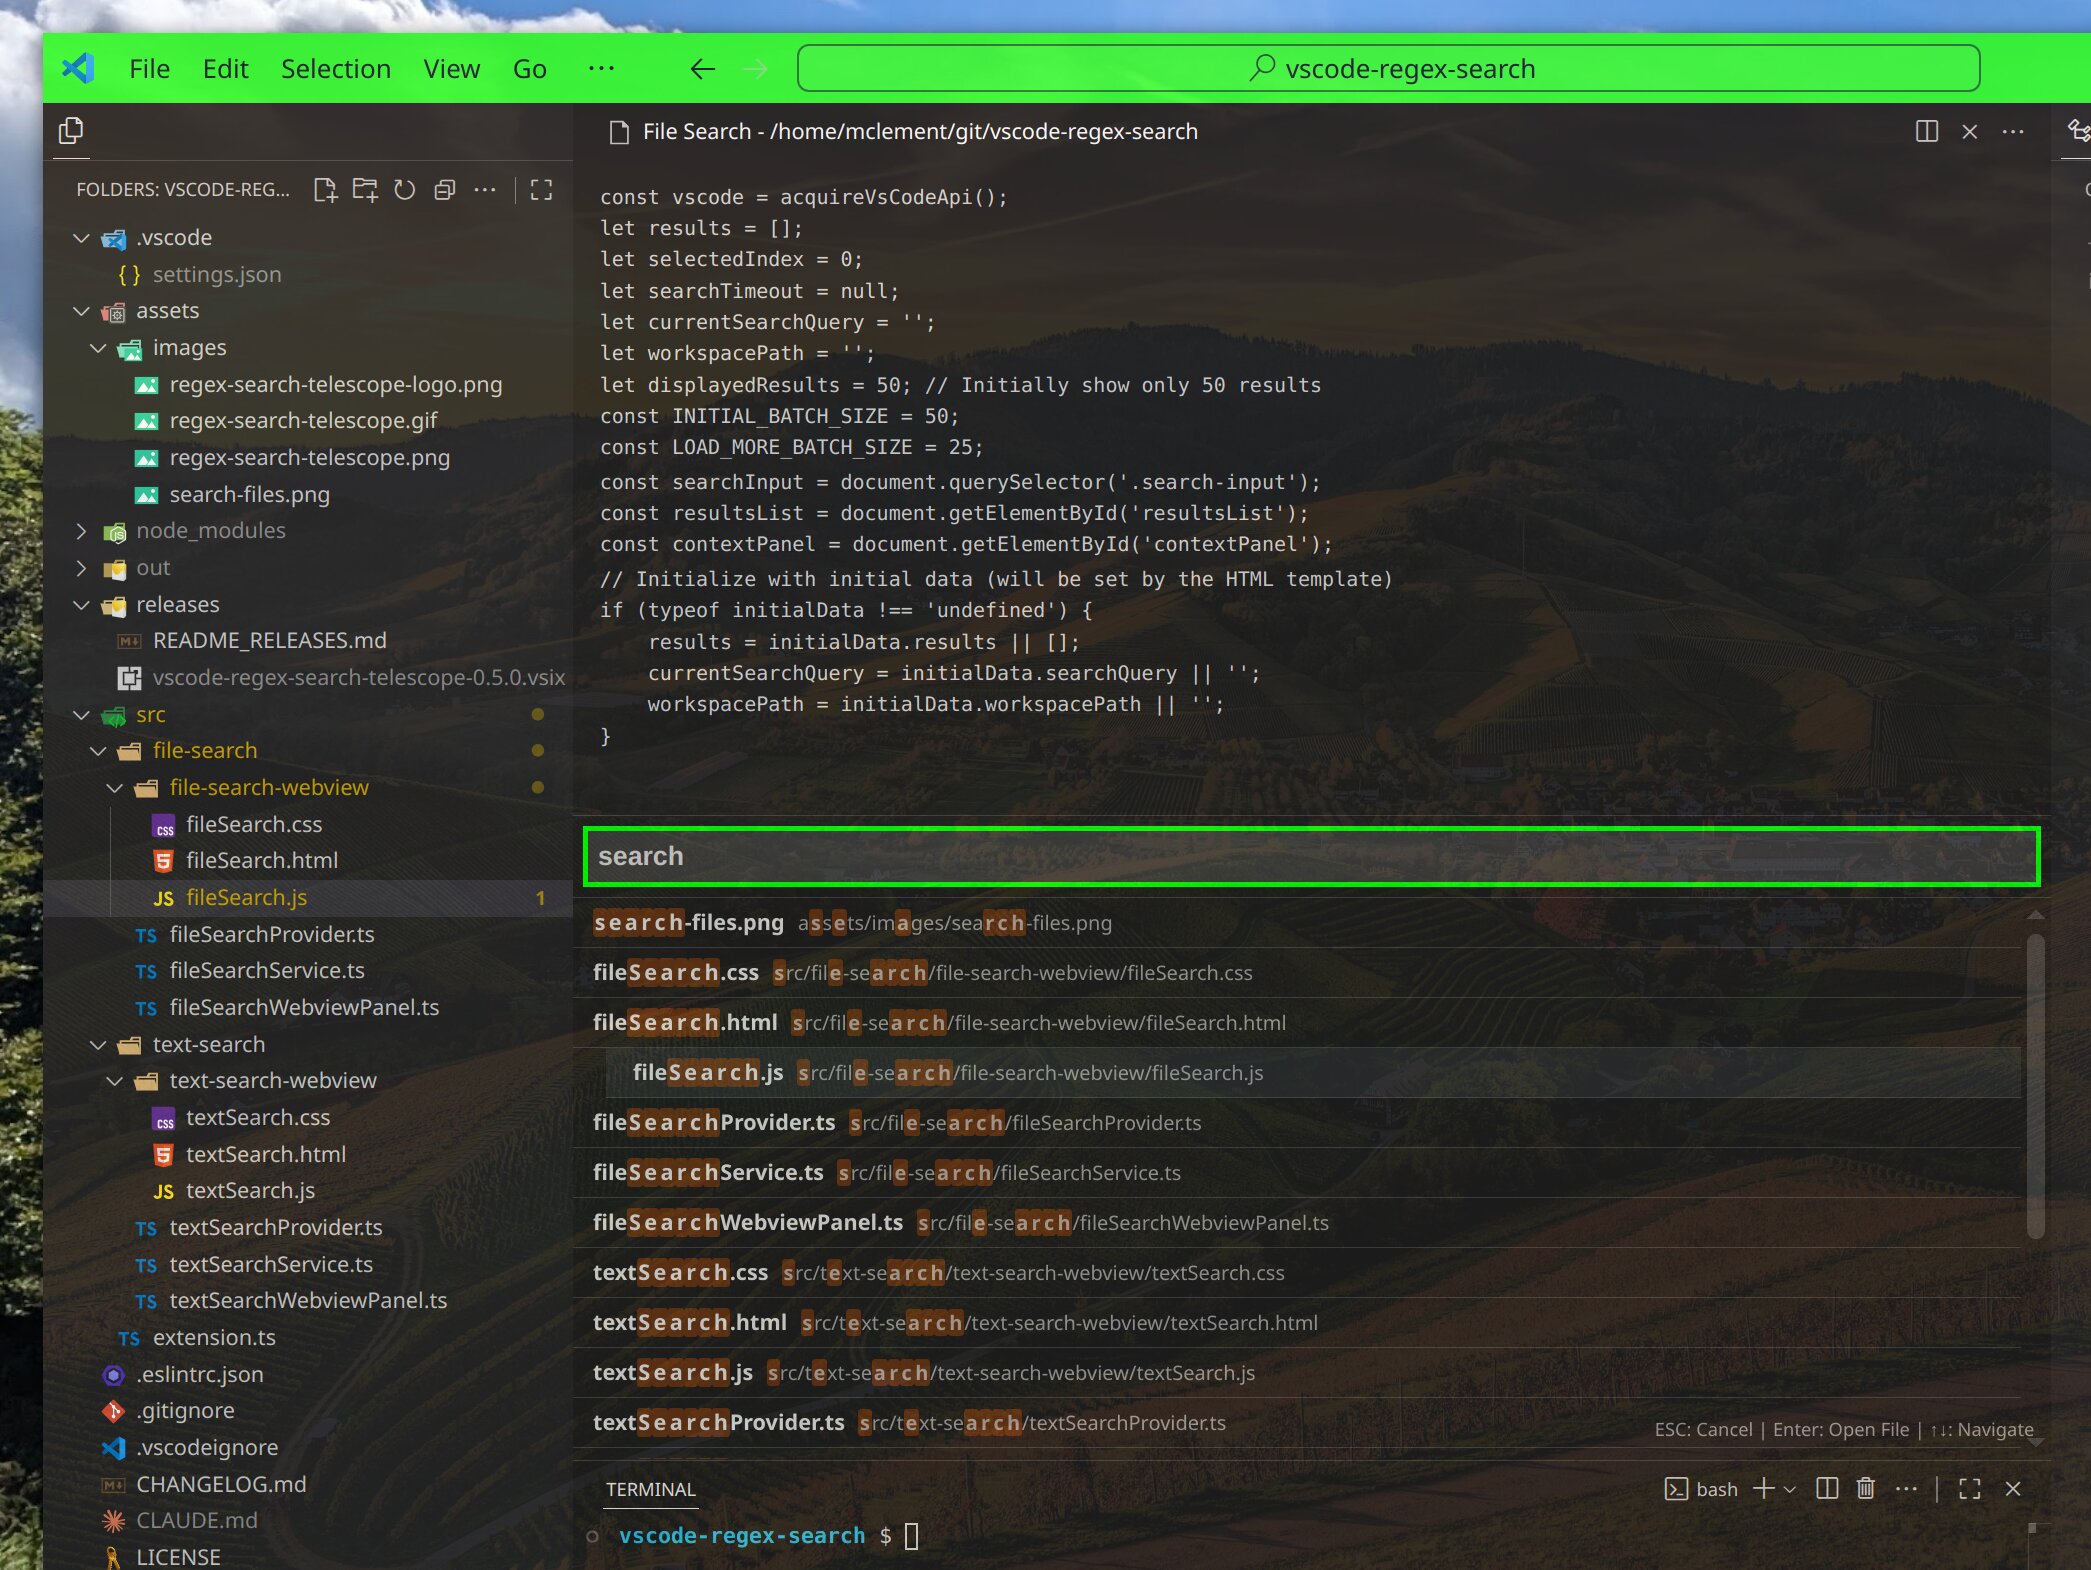 File Edit Selection View Go ··· vscode-regex-search
File Search - /home/mclement/git/vscode-regex-search
FOLDERS: VSCODE-REG...
.vscode
settings.json
assets
images
regex-search-telescope-logo.png
regex-search-telescope.gif
regex-search-telescope.png
search-files.png
node_modules
out
releases
README_RELEASES.md
vscode-regex-search-telescope-0.5.0.vsix
src
file-search
file-search-webview
fileSearch.css
fileSearch.html
JS fileSearch.js 1
TS fileSearchProvider.ts
TS fileSearchService.ts
TS fileSearchWebviewPanel.ts
text-search
text-search-webview
textSearch.css
textSearch.html
JS textSearch.js
TS textSearchProvider.ts
TS textSearchService.ts
TS textSearchWebviewPanel.ts
TS extension.ts
.eslintrc.json
.gitignore
.vscodeignore
CHANGELOG.md
CLAUDE.md
LICENSE
const vscode = acquireVsCodeApi();
let results = [];
let selectedIndex = 0;
let searchTimeout = null;
let currentSearchQuery = '';
let workspacePath = '';
let displayedResults = 50; // Initially show only 50 results
const INITIAL_BATCH_SIZE = 50;
const LOAD_MORE_BATCH_SIZE = 25;
const searchInput = document.querySelector('.search-input');
const resultsList = document.getElementById('resultsList');
const contextPanel = document.getElementById('contextPanel');
// Initialize with initial data (will be set by the HTML template)
if (typeof initialData !== 'undefined') {
    results = initialData.results || [];
    currentSearchQuery = initialData.searchQuery || '';
    workspacePath = initialData.workspacePath || '';
}
search
search-files.png assets/images/search-files.png
fileSearch.css src/file-search/file-search-webview/fileSearch.css
fileSearch.html src/file-search/file-search-webview/fileSearch.html
fileSearch.js src/file-search/file-search-webview/fileSearch.js
fileSearchProvider.ts src/file-search/fileSearchProvider.ts
fileSearchService.ts src/file-search/fileSearchService.ts
fileSearchWebviewPanel.ts src/file-search/fileSearchWebviewPanel.ts
textSearch.css src/text-search/text-search-webview/textSearch.css
textSearch.html src/text-search/text-search-webview/textSearch.html
textSearch.js src/text-search/text-search-webview/textSearch.js
textSearchProvider.ts src/text-search/textSearchProvider.ts
ESC: Cancel | Enter: Open File | ↑↓: Navigate
TERMINAL bash
vscode-regex-search $